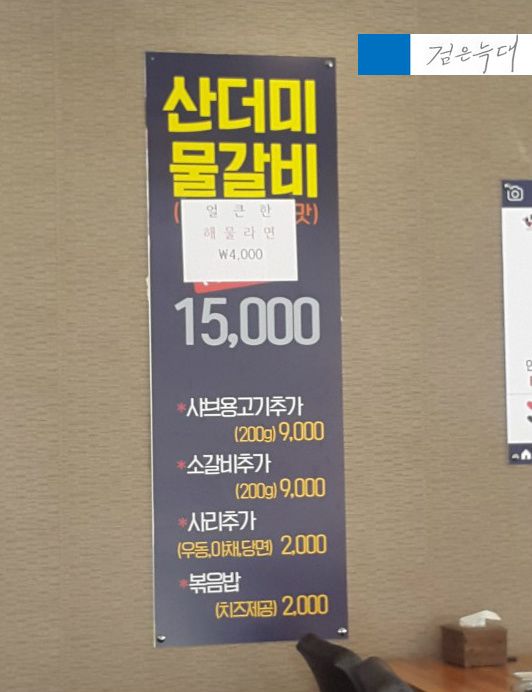 검은늑대
산더미
물갈비
( 맛)
얼큰한
해물라면
₩4,000
15,000
*샤브용고기추가
(200g) 9,000
*소갈비추가
(200g) 9,000
*사리추가
(우동,야채,당면) 2,000
*볶음밥
(치즈제공) 2,000